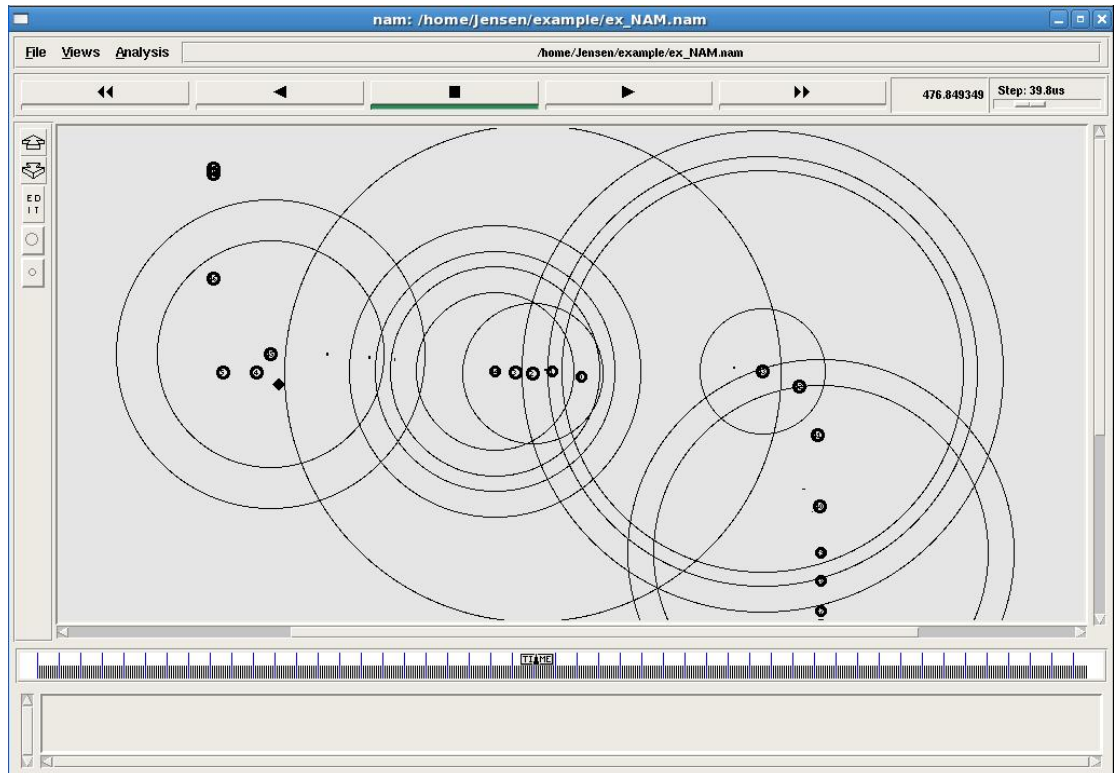 nam: /home/Jensen/example/ex_NAM.nam
File Views Analysis /home/Jensen/example/ex_NAM.nam
476.849349 Step: 39.8us
ED
IT
TIME